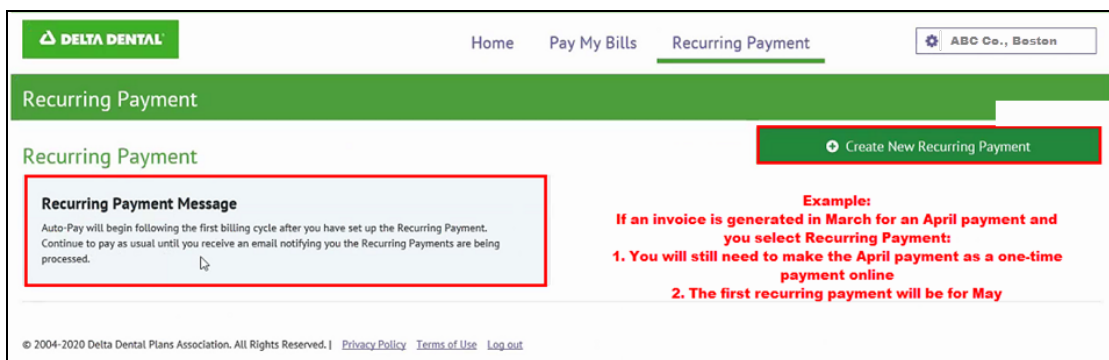 DELTA DENTAL
Home Pay My Bills Recurring Payment ABC Co., Boston
Recurring Payment
Recurring Payment
Create New Recurring Payment
Recurring Payment Message
Auto-Pay will begin following the first billing cycle after you have set up the Recurring Payment.
Continue to pay as usual until you receive an email notifying you the Recurring Payments are being
processed.
Example:
If an invoice is generated in March for an April payment and
you select Recurring Payment:
1. You will still need to make the April payment as a one-time
payment online
2. The first recurring payment will be for May
© 2004-2020 Delta Dental Plans Association. All Rights Reserved. | Privacy Policy Terms of Use Log out